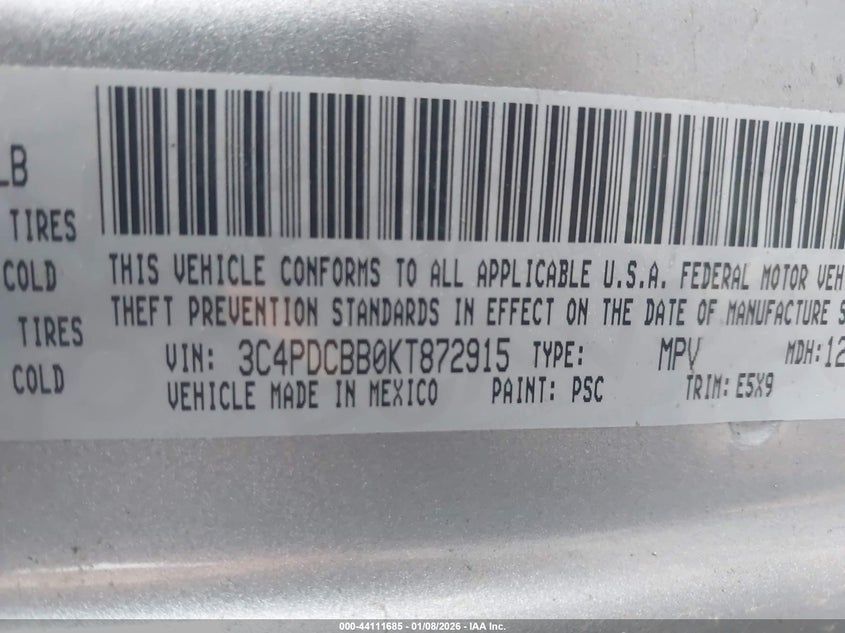 LB
TIRES
COLD
TIRES
COLD
THIS VEHICLE CONFORMS TO ALL APPLICABLE U.S.A. FEDERAL MOTOR VEH
THEFT PREVENTION STANDARDS IN EFFECT ON THE DATE OF MANUFACTURE S
VIN: 3C4PDCBB0KT872915 TYPE: MPV MDH:12
VEHICLE MADE IN MEXICO PAINT: PSC TRIM: E5X9
000-44111685 - 01/08/2026 - IAA Inc.